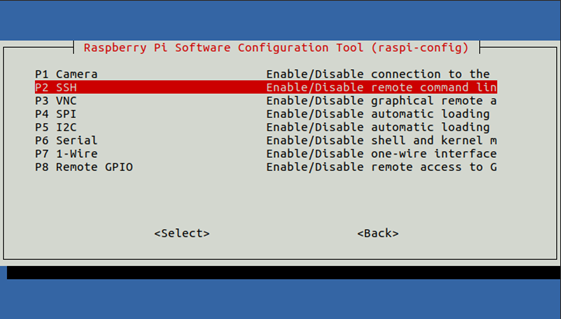 Raspberry Pi Software Configuration Tool (raspi-config)
P1 Camera Enable/Disable connection to the
P2 SSH Enable/Disable remote command lin
P3 VNC Enable/Disable graphical remote a
P4 SPI Enable/Disable automatic loading
P5 I2C Enable/Disable automatic loading
P6 Serial Enable/Disable shell and kernel m
P7 1-Wire Enable/Disable one-wire interface
P8 Remote GPIO Enable/Disable remote access to G
<Select> <Back>